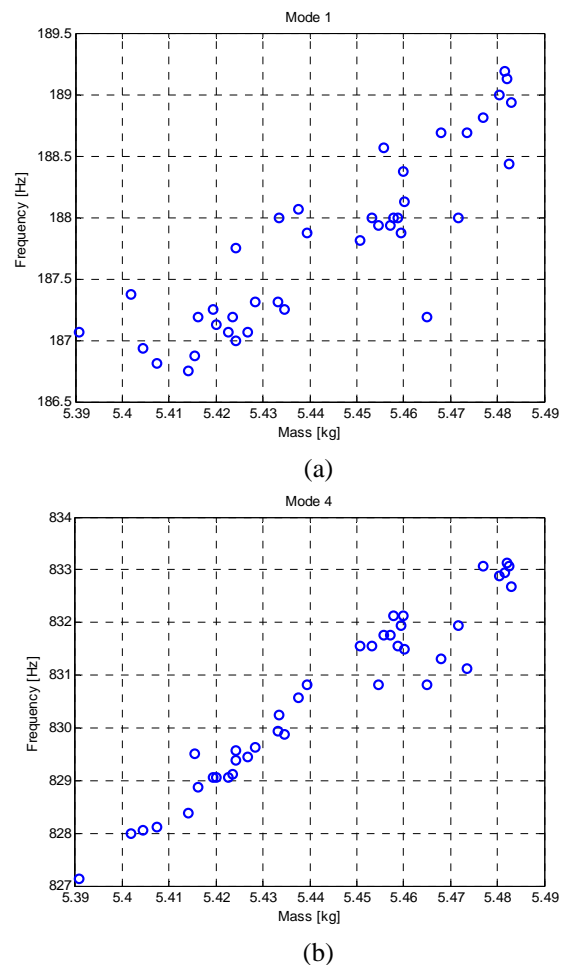 Mode 1
189.5
189
188.5
188
187.5
187
186.5
Frequency [Hz]
5.39 5.4 5.41 5.42 5.43 5.44 5.45 5.46 5.47 5.48 5.49
Mass [kg]
(a)
Mode 4
834
833
832
831
830
829
828
827
Frequency [Hz]
5.39 5.4 5.41 5.42 5.43 5.44 5.45 5.46 5.47 5.48 5.49
Mass [kg]
(b)